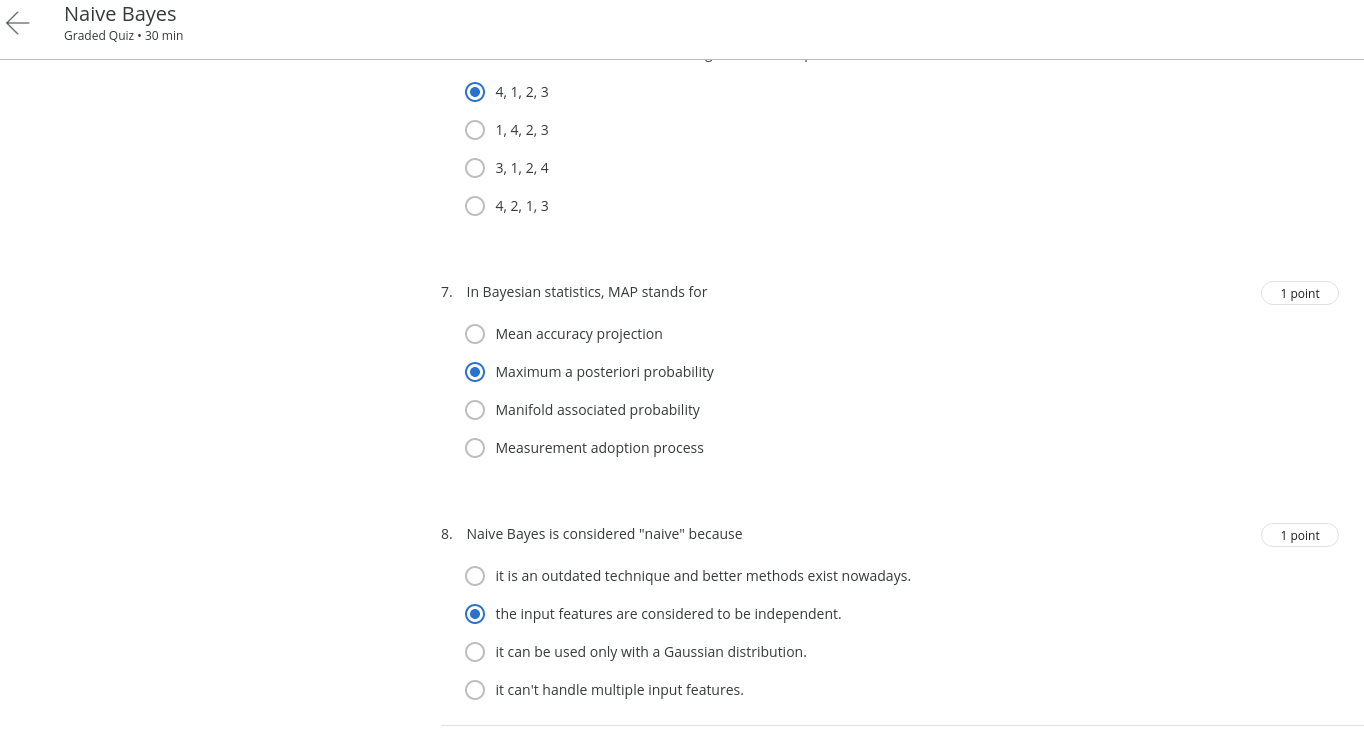 Naive Bayes
Graded Quiz • 30 min
4, 1, 2, 3
1, 4, 2, 3
3, 1, 2, 4
4, 2, 1, 3
7. In Bayesian statistics, MAP stands for
1 point
Mean accuracy projection
Maximum a posteriori probability
Manifold associated probability
Measurement adoption process
8. Naive Bayes is considered "naive" because
1 point
it is an outdated technique and better methods exist nowadays.
the input features are considered to be independent.
it can be used only with a Gaussian distribution.
it can't handle multiple input features.